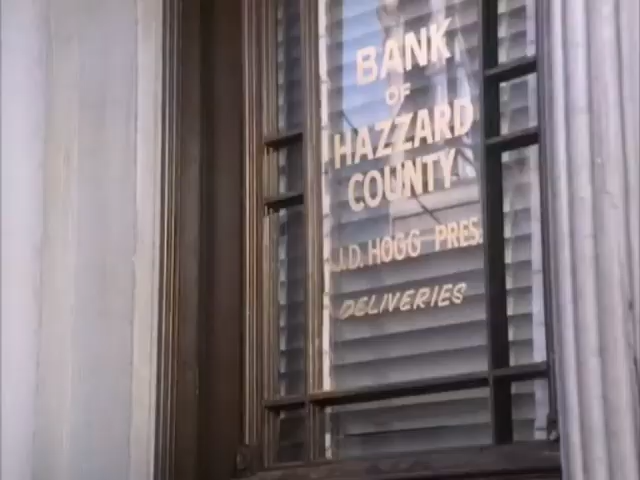 BANK
OF
HAZZARD
COUNTY
J.D. HOGG PRES.
DELIVERIES